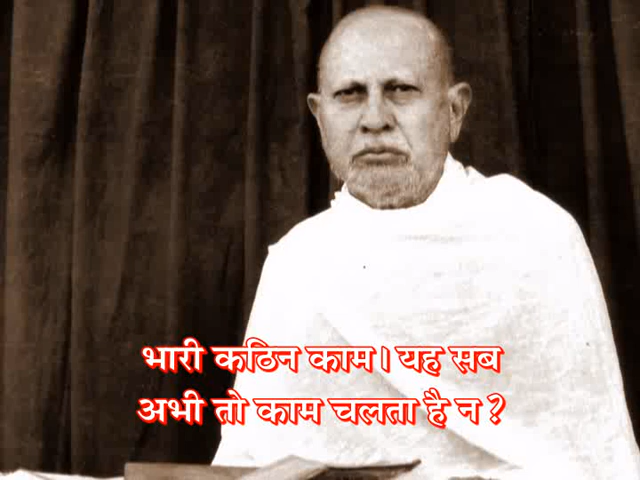 भारी कठिन काम। यह सब
अभी तो काम चलता है न ?